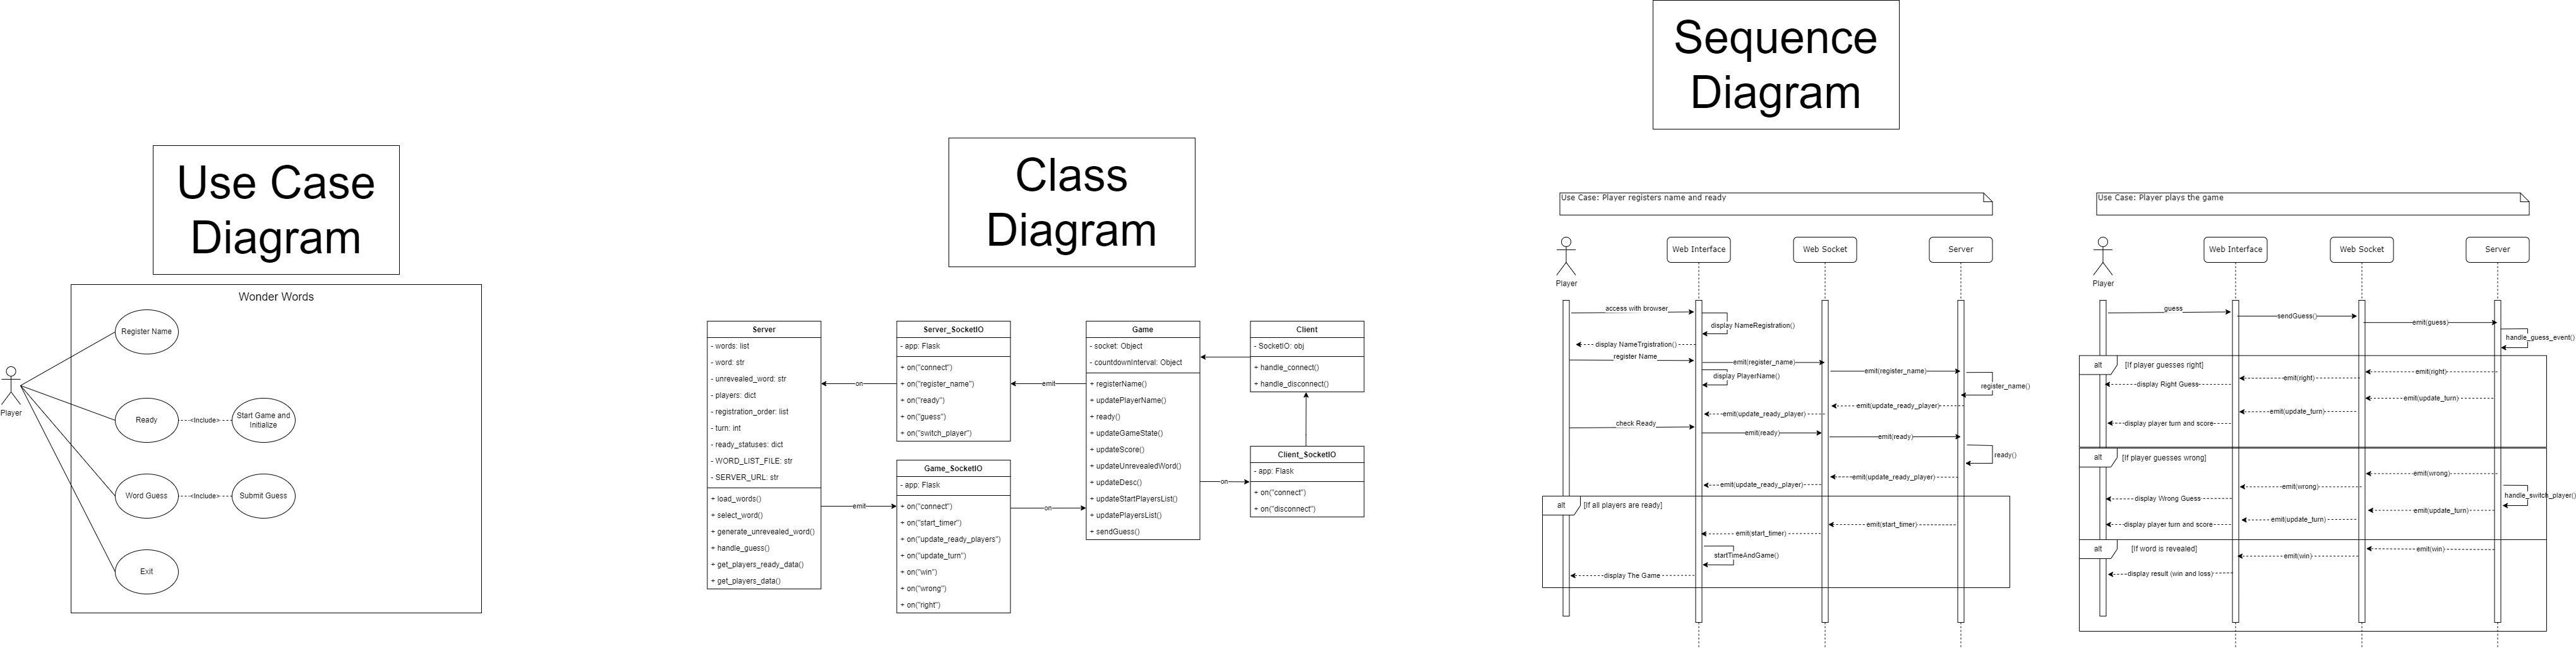 Use Case
Diagram
Wonder Words
Register Name
Ready
<Include>
Start Game and
Initialize
Player
Word Guess
<Include>
Submit Guess
Exit
Class
Diagram
Server
- words: list
- word: str
- unrevealed_word: str
- players: dict
- registration_order: list
- turn: int
- ready_statuses: dict
- WORD_LIST_FILE: str
- SERVER_URL: str
+ load_words()
+ select_word()
+ generate_unrevealed_word()
+ handle_guess()
+ get_players_ready_data()
+ get_players_data()
on
emit
Server_SocketIO
- app: Flask
+ on("connect")
+ on("register_name")
+ on("ready")
+ on("guess")
+ on("switch_player")
Game_SocketIO
- app: Flask
+ on("connect")
+ on("start_timer")
+ on("update_ready_players")
+ on("update_turn")
+ on("win")
+ on("wrong")
+ on("right")
emit
on
Game
- socket: Object
- countdownInterval: Object
+ registerName()
+ updatePlayerName()
+ ready()
+ updateGameState()
+ updateScore()
+ updateUnrevealedWord()
+ updateDesc()
+ updateStartPlayersList()
+ updatePlayersList()
+ sendGuess()
on
Client
- SocketIO: obj
+ handle_connect()
+ handle_disconnect()
Client_SocketIO
- app: Flask
+ on("connect")
+ on("disconnect")
Sequence
Diagram
Use Case: Player registers name and ready
Player
Web Interface
Web Socket
Server
access with browser
display NameRegistration()
display NameTrgistration()
register Name
emit(register_name)
emit(register_name)
display PlayerName()
register_name()
emit(update_ready_player)
emit(update_ready_player)
check Ready
emit(ready)
emit(ready)
ready()
emit(update_ready_player)
emit(update_ready_player)
alt
[If all players are ready]
emit(start_timer)
emit(start_timer)
startTimeAndGame()
display The Game
Use Case: Player plays the game
Player
Web Interface
Web Socket
Server
guess
sendGuess()
emit(guess)
handle_guess_event()
alt
[If player guesses right]
emit(right)
emit(right)
display Right Guess
emit(update_turn)
emit(update_turn)
display player turn and score
alt
[If player guesses wrong]
emit(wrong)
emit(wrong)
handle_switch_player()
display Wrong Guess
emit(update_turn)
emit(update_turn)
display player turn and score
alt
[If word is revealed]
emit(win)
emit(win)
display result (win and loss)